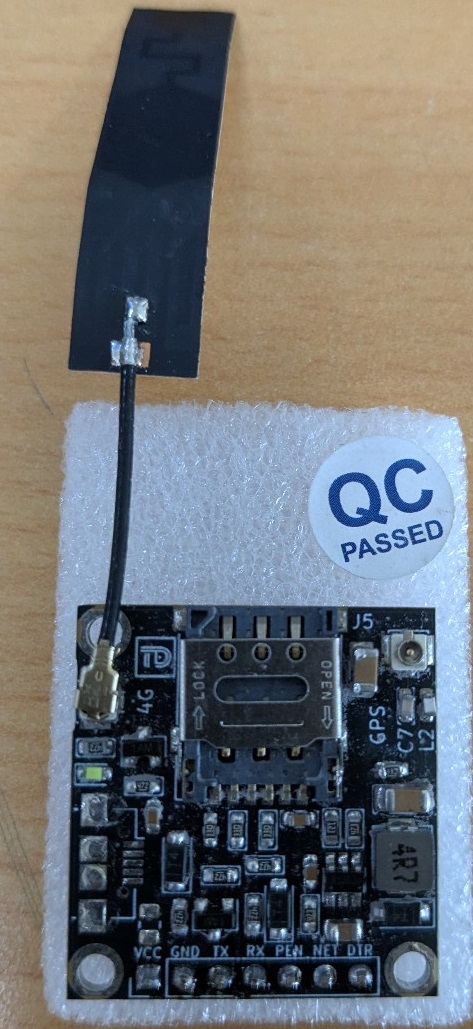 QC
PASSED
J5
4G
LOCK
OPEN
GPS
C7
L2
4R7
VCC GND TX RX PEN NET DTR